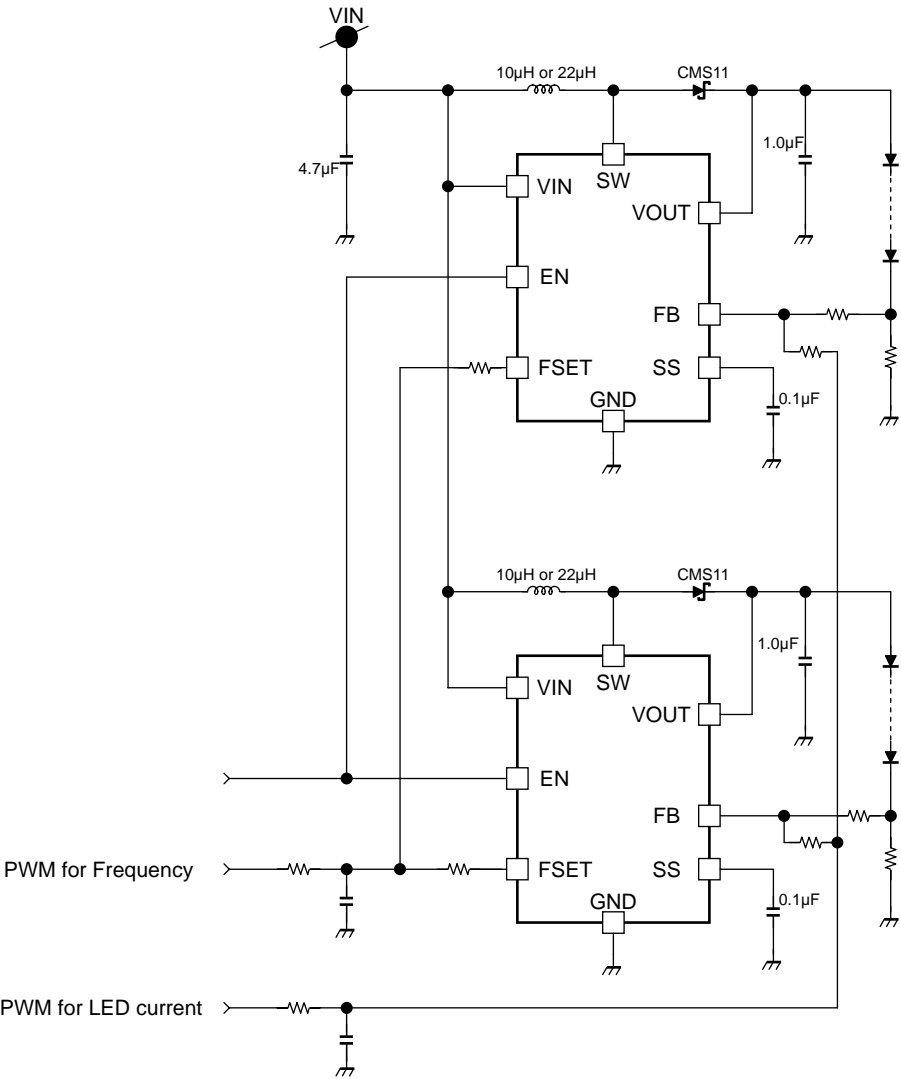 VIN
10µH or 22µH
CMS11
4.7µF
1.0µF
VIN
SW
VOUT
EN
FB
FSET
SS
GND
0.1µF
10µH or 22µH
CMS11
1.0µF
VIN
SW
VOUT
EN
FB
PWM for Frequency
FSET
SS
GND
0.1µF
PWM for LED current